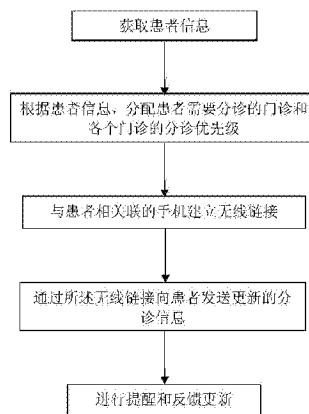 获取患者信息
根据患者信息，分配患者需要分诊的门诊和
各个门诊的分诊优先级
与患者相关联的手机建立无线链接
通过所述无线链接向患者发送更新的分
诊信息
进行提醒和反馈更新